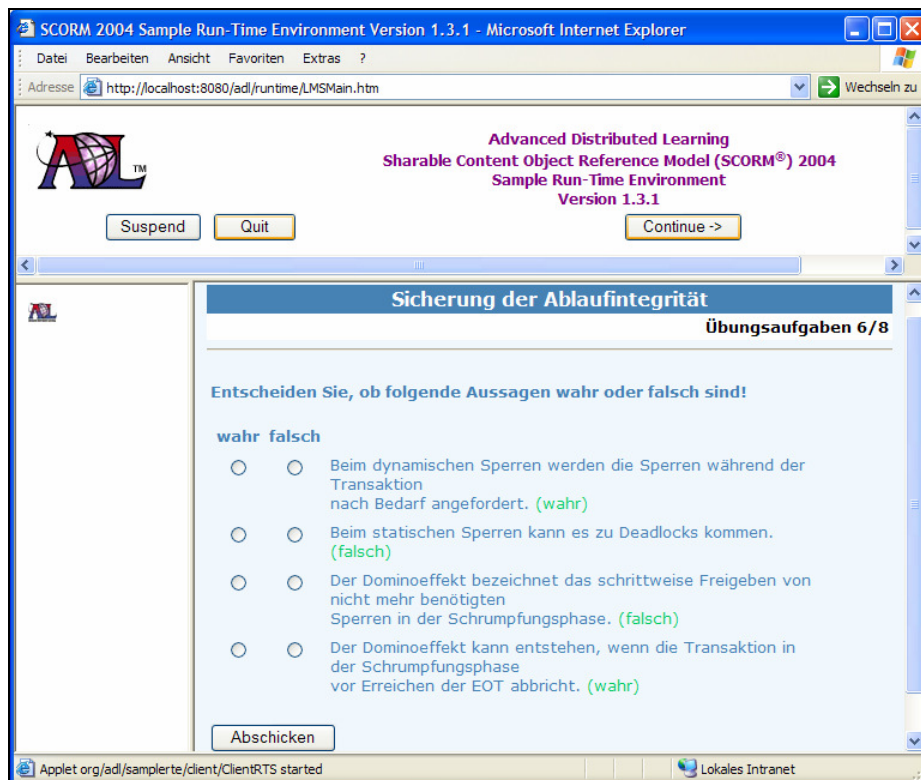 SCORM 2004 Sample Run-Time Environment Version 1.3.1 - Microsoft Internet Explorer
Datei Bearbeiten Ansicht Favoriten Extras ?
Adresse http://localhost:8080/adl/runtime/LMSMain.htm Wechseln zu
ADL TM
Advanced Distributed Learning
Sharable Content Object Reference Model (SCORM®) 2004
Sample Run-Time Environment
Version 1.3.1
Suspend Quit Continue ->
ADL
Sicherung der Ablaufintegrität
Übungsaufgaben 6/8
Entscheiden Sie, ob folgende Aussagen wahr oder falsch sind!
wahr falsch
Beim dynamischen Sperren werden die Sperren während der
Transaktion
nach Bedarf angefordert. (wahr)
Beim statischen Sperren kann es zu Deadlocks kommen.
(falsch)
Der Dominoeffekt bezeichnet das schrittweise Freigeben von
nicht mehr benötigten
Sperren in der Schrumpfungsphase. (falsch)
Der Dominoeffekt kann entstehen, wenn die Transaktion in
der Schrumpfungsphase
vor Erreichen der EOT abbricht. (wahr)
Abschicken
Applet org/adl/samplerte/client/ClientRTS started Lokales Intranet